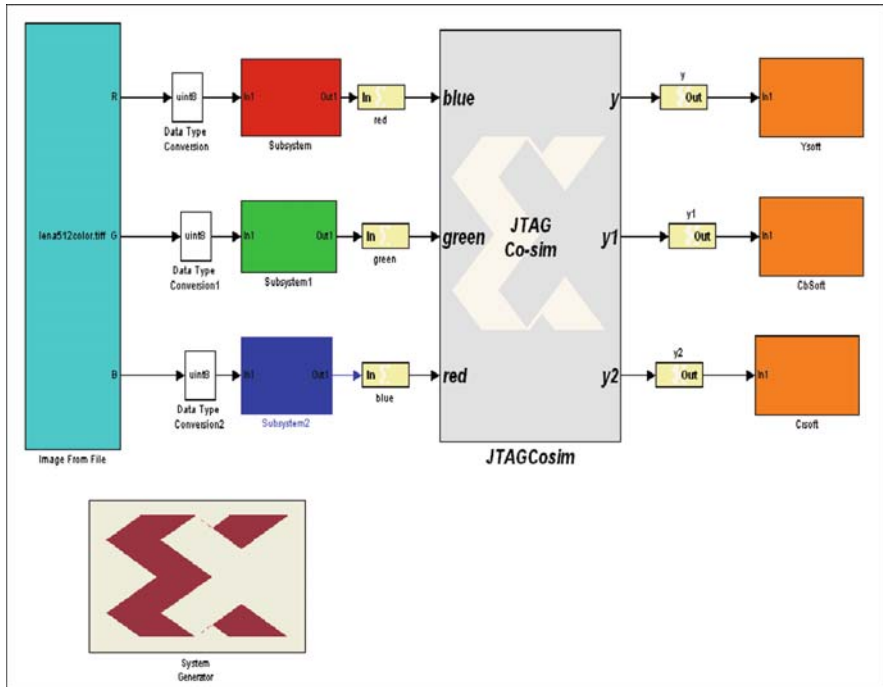 R
uint8
Data Type
Conversion
In1
Out1
Subsystem
In
red
blue
y
y
Out
In1
Ysoft
lena512color.tiff
G
uint8
Data Type
Conversion1
In1
Out1
Subsystem1
In
green
green
JTAG
Co-sim
y1
y1
Out
In1
CbSoft
B
uint8
Data Type
Conversion2
In1
Out1
Subsystem2
In
blue
red
y2
y2
Out
In1
Crsoft
Image From File
JTAGCosim
System
Generator